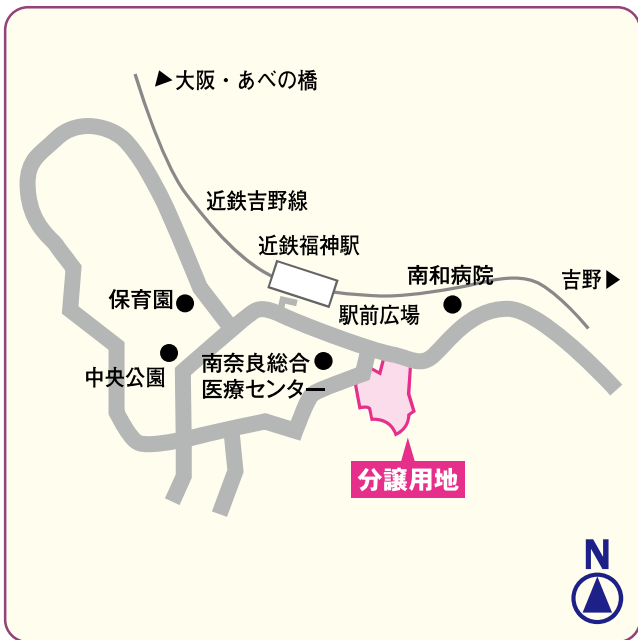 ▶大阪・あべの橋
近鉄吉野線
近鉄福神駅
南和病院
吉野▶
保育園
駅前広場
中央公園
南奈良総合
医療センター
分譲用地
N